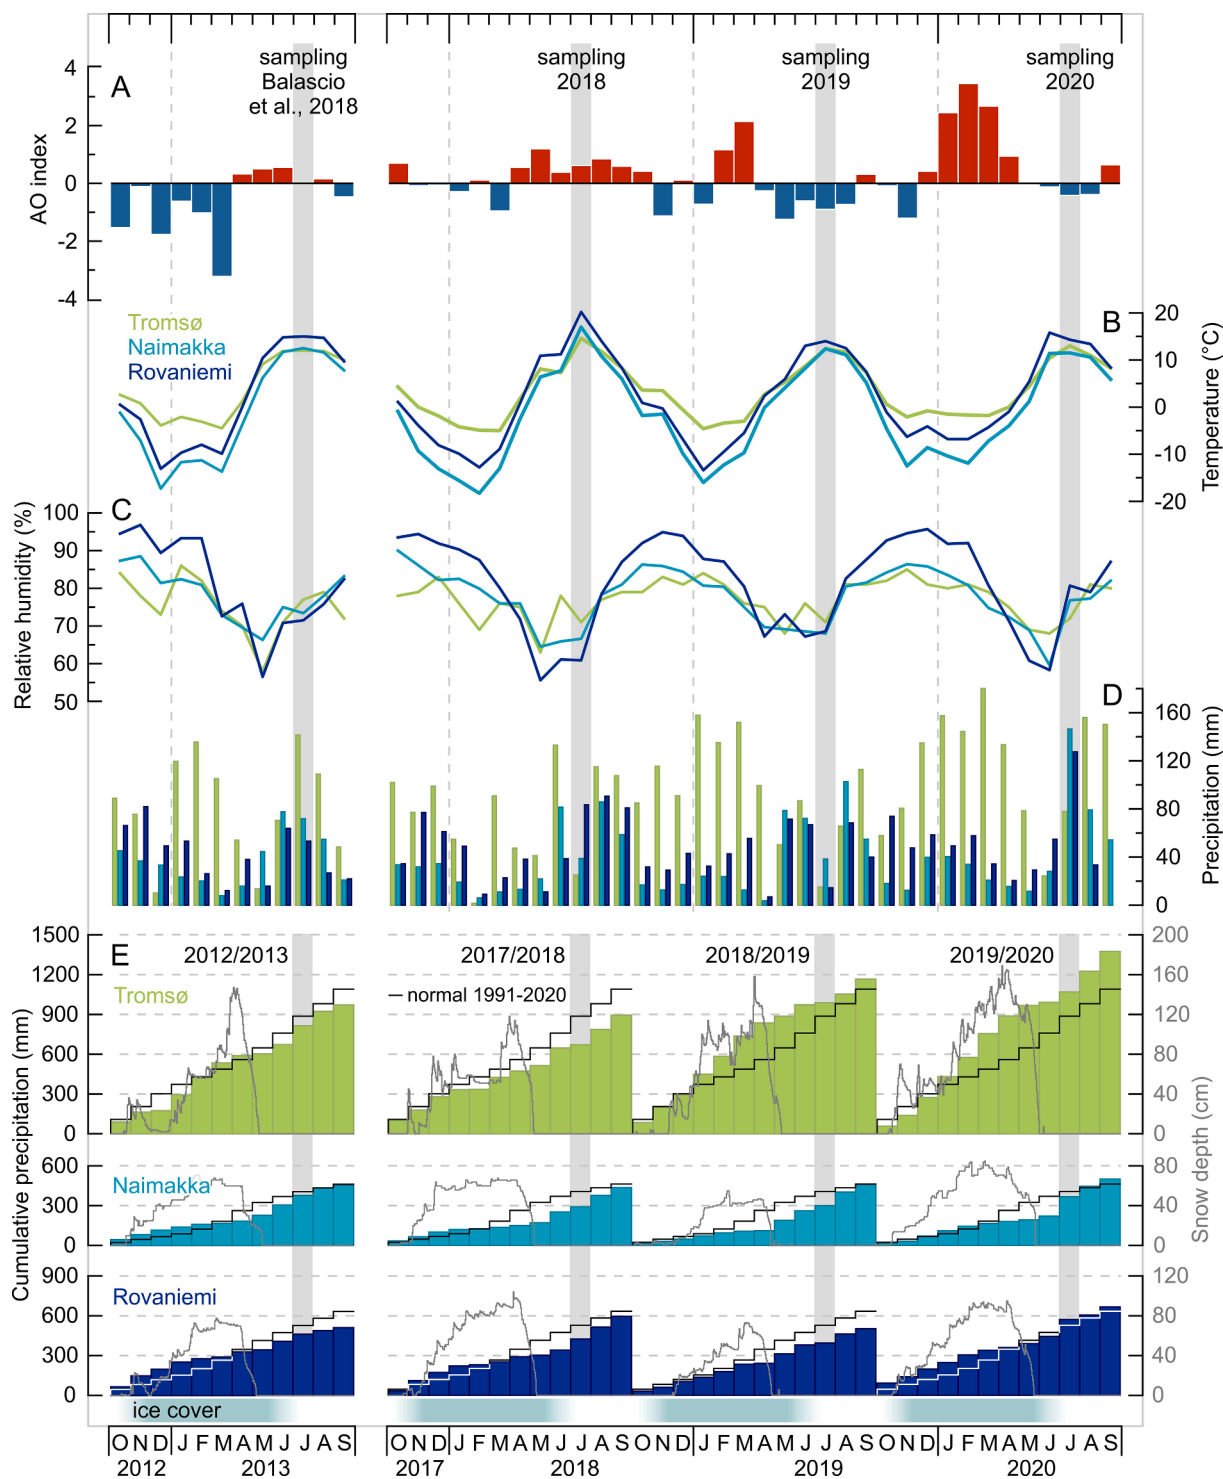 sampling
Balascio
et al., 2018
sampling
2018
sampling
2019
sampling
2020
A
AO index
4
2
0
-2
-4
Tromsø
Naimakka
Rovaniemi
B
Temperature (°C)
20
10
0
-10
-20
C
Relative humidity (%)
100
90
80
70
60
50
D
Precipitation (mm)
160
120
80
40
0
E
2012/2013
2017/2018
2018/2019
2019/2020
Tromsø
normal 1991-2020
Cumulative precipitation (mm)
1500
1200
900
600
300
0
Snow depth (cm)
200
160
120
80
40
0
Naimakka
600
300
0
80
40
0
Rovaniemi
900
600
300
0
120
80
40
0
ice cover
O N D J F M A M J J A S
O N D J F M A M J J A S O N D J F M A M J J A S O N D J F M A M J J A S
2012 2013 2017 2018 2019 2020